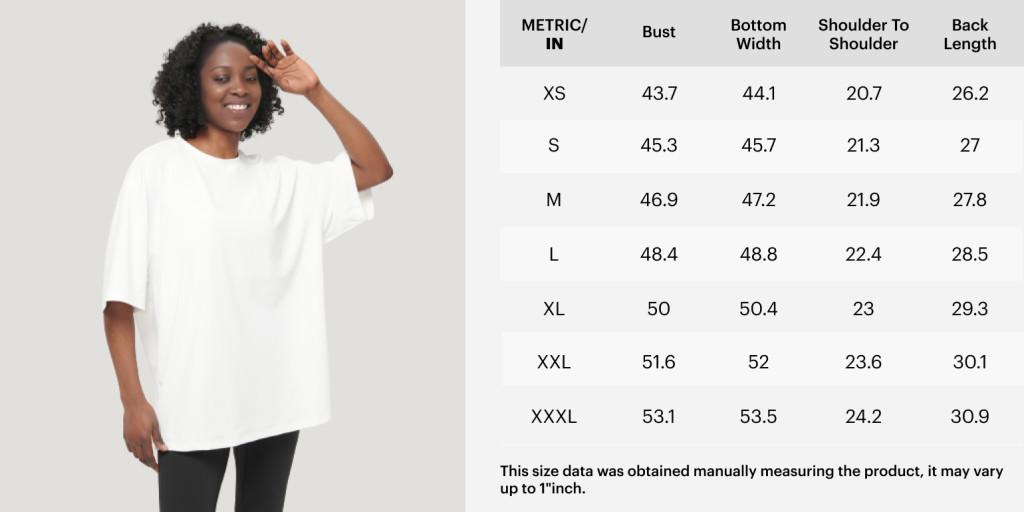 METRIC/ IN Bust Bottom Width Shoulder To Shoulder Back Length
XS 43.7 44.1 20.7 26.2
S 45.3 45.7 21.3 27
M 46.9 47.2 21.9 27.8
L 48.4 48.8 22.4 28.5
XL 50 50.4 23 29.3
XXL 51.6 52 23.6 30.1
XXXL 53.1 53.5 24.2 30.9
This size data was obtained manually measuring the product, it may vary
up to 1"inch.